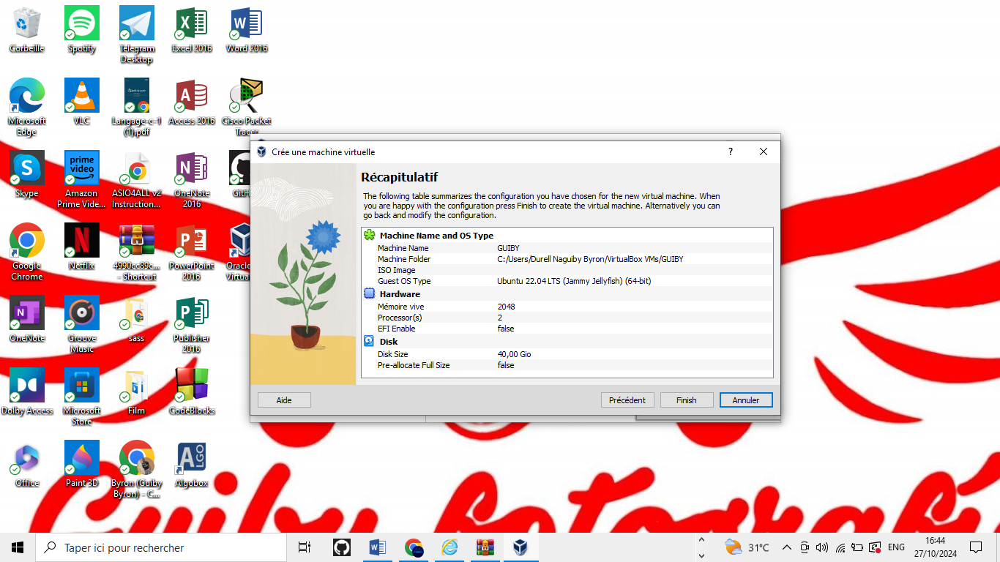 Corbeille
Spotify
Telegram
Desktop
Excel 2016
Word 2016
Microsoft
Edge
VLC
Langage-c-1
(1).pdf
Access 2016
Cisco Packet
Tracer
Skype
prime video
Amazon
Prime Vide...
ASIO4ALL v2
Instruction...
OneNote
2016
GitH
Google
Chrome
Netflix
4990cc89c...
- Shortcut
PowerPoint
2016
Oracle
Virtua
OneNote
Groove
Music
sass
Publisher
2016
Dolby Access
Microsoft
Store
Film
CodeBlocks
Office
Paint 3D
Byron (Guiby
Byron) - C...
ALGO
Algobox
Crée une machine virtuelle
?
Récapitulatif
The following table summarizes the configuration you have chosen for the new virtual machine. When
you are happy with the configuration press Finish to create the virtual machine. Alternatively you can
go back and modify the configuration.
Machine Name and OS Type
Machine Name GUIBY
Machine Folder C:/Users/Durell Naguiby Byron/VirtualBox VMs/GUIBY
ISO Image
Guest OS Type Ubuntu 22.04 LTS (Jammy Jellyfish) (64-bit)
Hardware
Mémoire vive 2048
Processor(s) 2
EFI Enable false
Disk
Disk Size 40,00 Gio
Pre-allocate Full Size false
Aide Précédent Finish Annuler
Guiby
Taper ici pour rechercher
31°C
ENG
16:44
27/10/2024